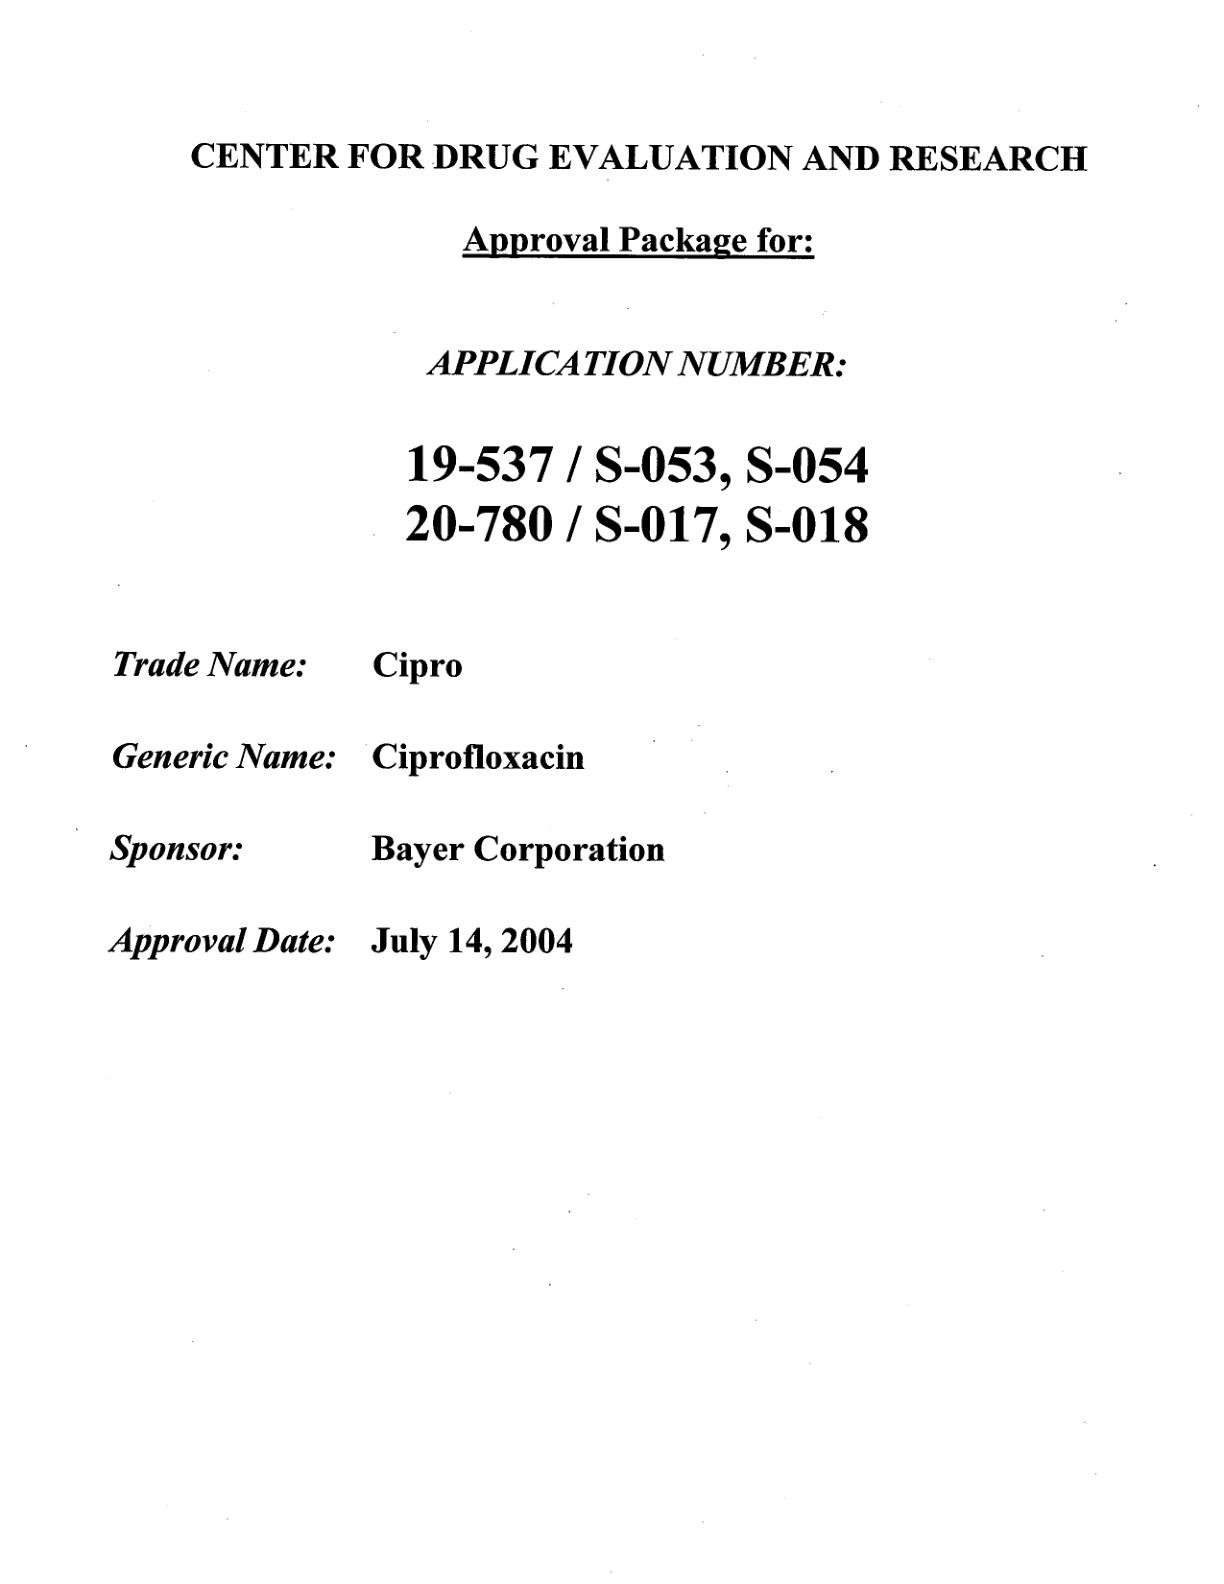 CENTER FOR DRUG EVALUATION AND RESEARCH
Approval Package for:
APPLICATION NUMBER:
19-537 / S-053, S-054
20-780 / S-017, S-018
Trade Name: Cipro
Generic Name: Ciprofloxacin
Sponsor: Bayer Corporation
Approval Date: July 14, 2004